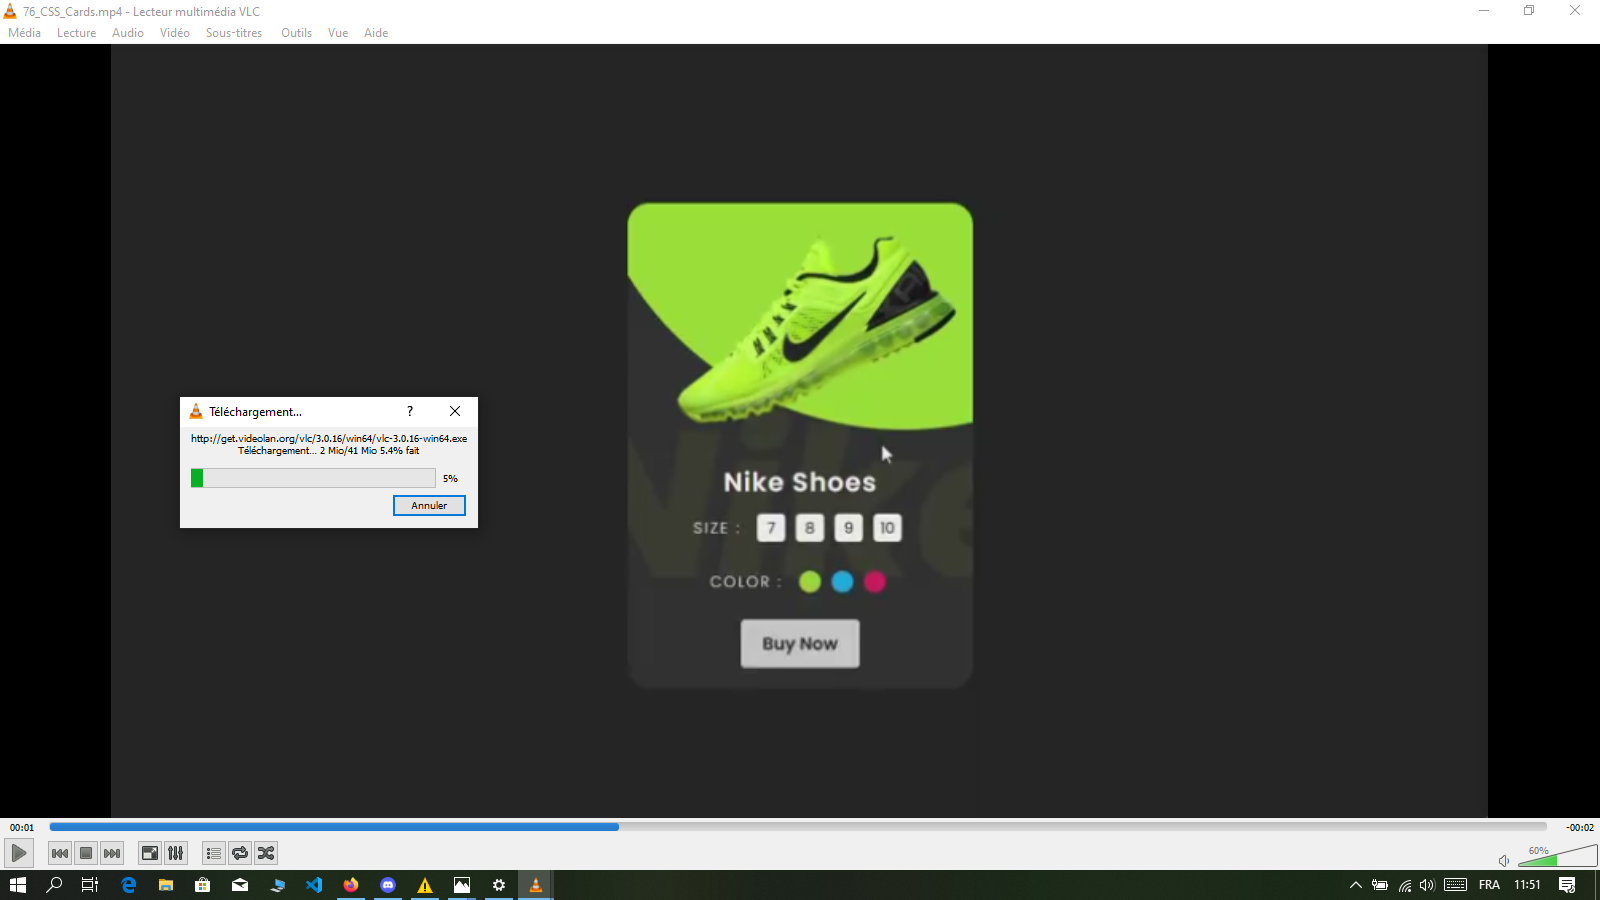 76_CSS_Cards.mp4 - Lecteur multimédia VLC
Média Lecture Audio Vidéo Sous-titres Outils Vue Aide
Téléchargement...
http://get.videolan.org/vlc/3.0.16/win64/vlc-3.0.16-win64.exe
Téléchargement... 2 Mio/41 Mio 5.4% fait
5%
Annuler
Nike
Nike Shoes
SIZE : 7 8 9 10
COLOR :
Buy Now
00:01 -00:02
60%
FRA 11:51